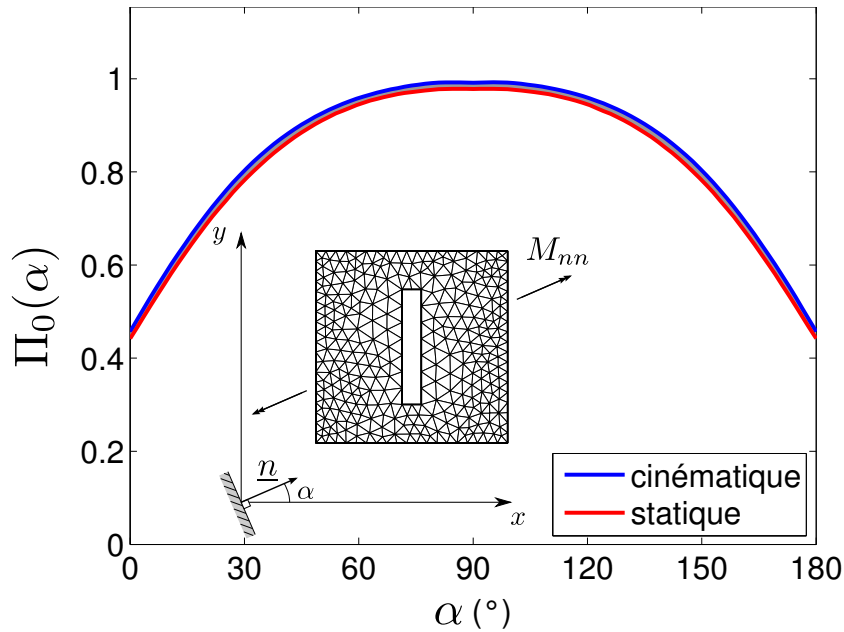 1
0.8
0.6
0.4
0.2
0
Π₀(α)
0 30 60 90 120 150 180
α (°)
y
x
n
α
Mₙₙ
cinématique
statique